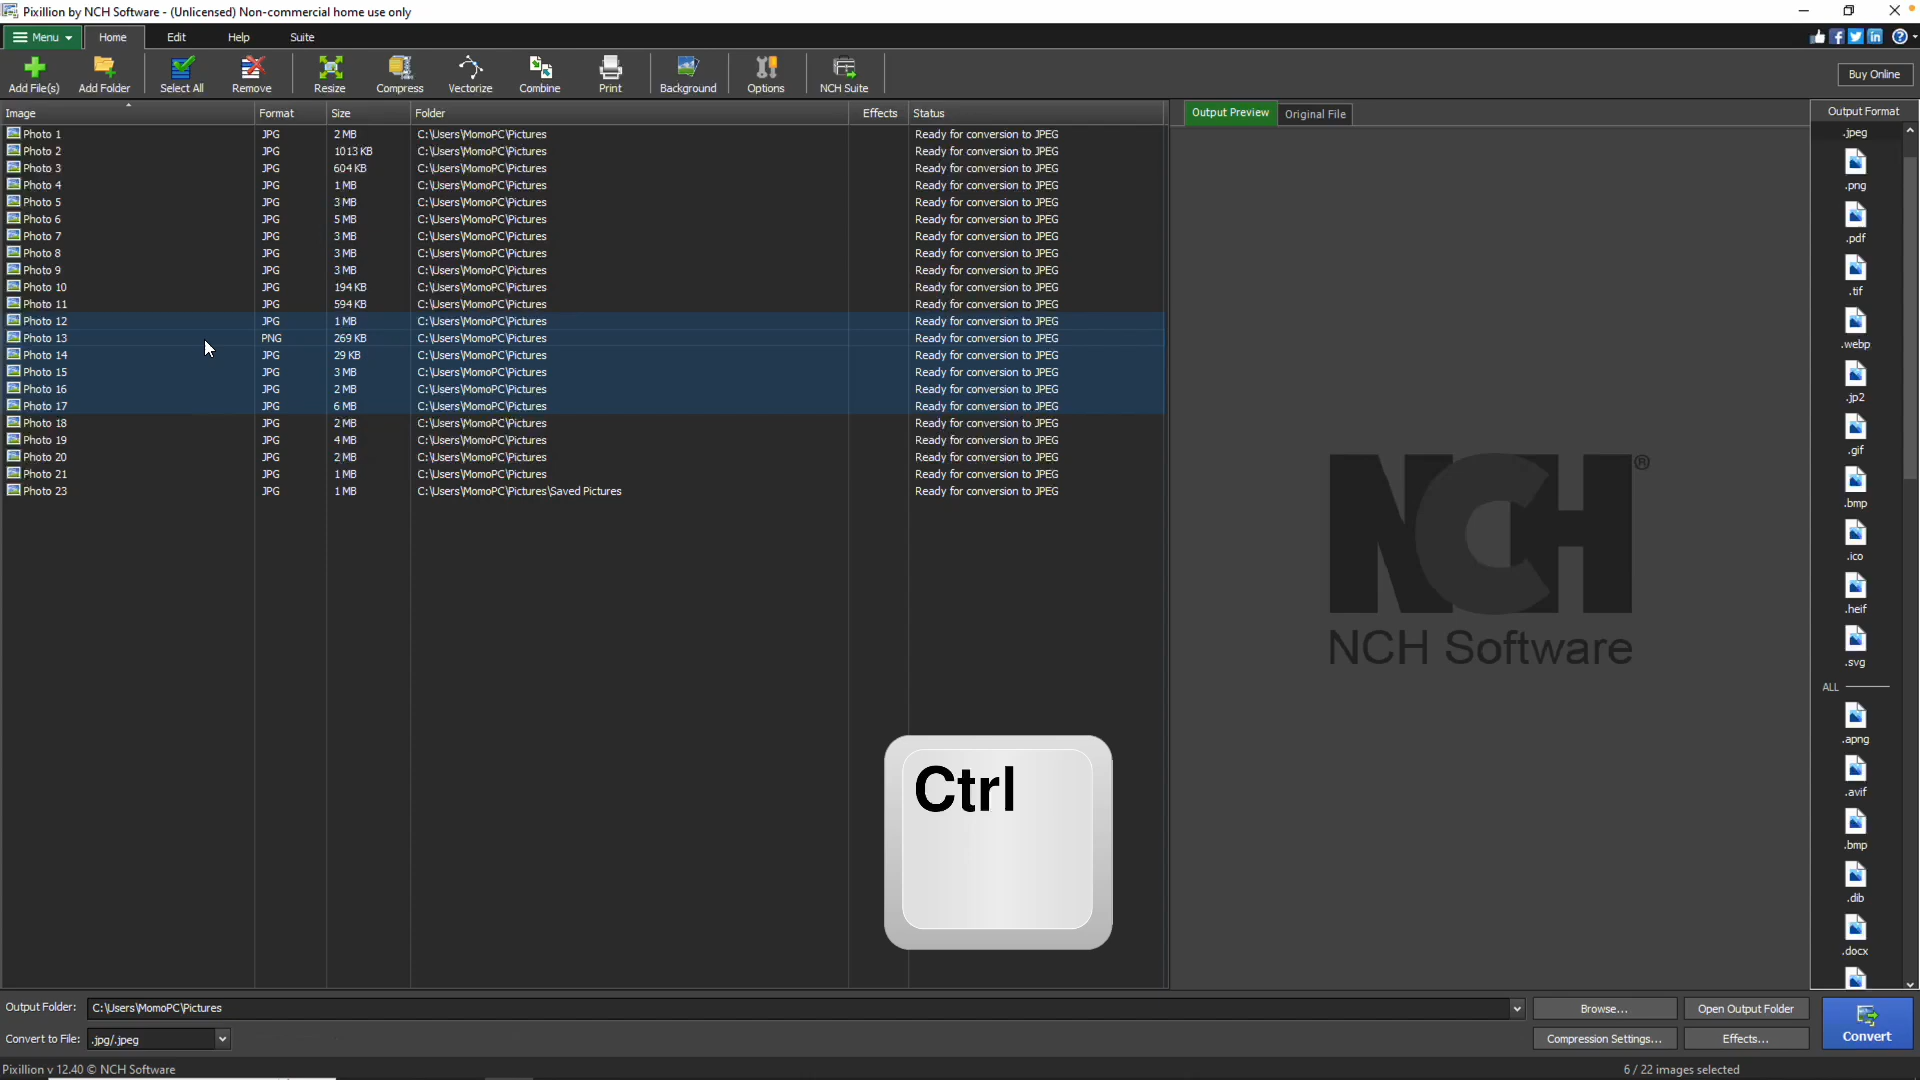 Pixillion by NCH Software - (Unlicensed) Non-commercial home use only
Menu Home Edit Help Suite
Add File(s) Add Folder Select All Remove Resize Compress Vectorize Combine Print Background Options NCH Suite Buy Online
Image Format Size Folder Effects Status
Photo 1 JPG 2 MB C:\Users\MomoPC\Pictures Ready for conversion to JPEG
Photo 2 JPG 1013 KB C:\Users\MomoPC\Pictures Ready for conversion to JPEG
Photo 3 JPG 604 KB C:\Users\MomoPC\Pictures Ready for conversion to JPEG
Photo 4 JPG 1 MB C:\Users\MomoPC\Pictures Ready for conversion to JPEG
Photo 5 JPG 3 MB C:\Users\MomoPC\Pictures Ready for conversion to JPEG
Photo 6 JPG 5 MB C:\Users\MomoPC\Pictures Ready for conversion to JPEG
Photo 7 JPG 3 MB C:\Users\MomoPC\Pictures Ready for conversion to JPEG
Photo 8 JPG 3 MB C:\Users\MomoPC\Pictures Ready for conversion to JPEG
Photo 9 JPG 3 MB C:\Users\MomoPC\Pictures Ready for conversion to JPEG
Photo 10 JPG 194 KB C:\Users\MomoPC\Pictures Ready for conversion to JPEG
Photo 11 JPG 594 KB C:\Users\MomoPC\Pictures Ready for conversion to JPEG
Photo 12 JPG 1 MB C:\Users\MomoPC\Pictures Ready for conversion to JPEG
Photo 13 PNG 269 KB C:\Users\MomoPC\Pictures Ready for conversion to JPEG
Photo 14 JPG 29 KB C:\Users\MomoPC\Pictures Ready for conversion to JPEG
Photo 15 JPG 3 MB C:\Users\MomoPC\Pictures Ready for conversion to JPEG
Photo 16 JPG 2 MB C:\Users\MomoPC\Pictures Ready for conversion to JPEG
Photo 17 JPG 6 MB C:\Users\MomoPC\Pictures Ready for conversion to JPEG
Photo 18 JPG 2 MB C:\Users\MomoPC\Pictures Ready for conversion to JPEG
Photo 19 JPG 4 MB C:\Users\MomoPC\Pictures Ready for conversion to JPEG
Photo 20 JPG 2 MB C:\Users\MomoPC\Pictures Ready for conversion to JPEG
Photo 21 JPG 1 MB C:\Users\MomoPC\Pictures Ready for conversion to JPEG
Photo 23 JPG 1 MB C:\Users\MomoPC\Pictures\Saved Pictures Ready for conversion to JPEG
Ctrl
Output Preview Original File
NCH®
NCH Software
Output Format
.jpeg
.png
.pdf
.tif
.webp
.jp2
.gif
.bmp
.ico
.heif
.svg
ALL
.apng
.avif
.bmp
.dib
.docx
Output Folder: C:\Users\MomoPC\Pictures Browse... Open Output Folder
Convert to File: .jpg/.jpeg Compression Settings... Effects... Convert
Pixillion v 12.40 © NCH Software 6 / 22 images selected